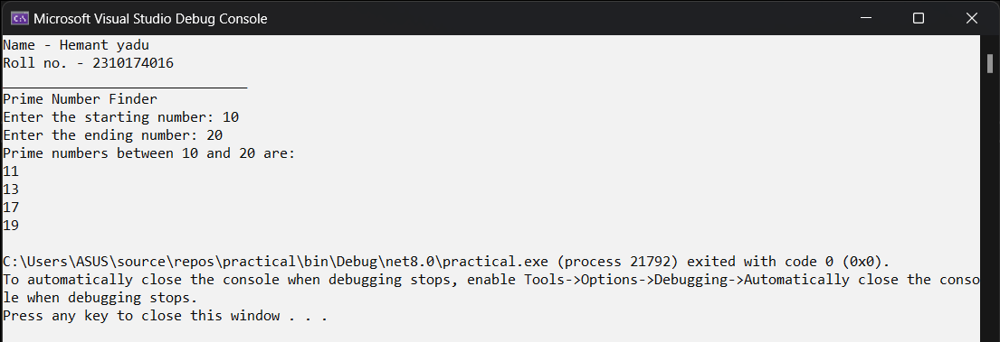 Microsoft Visual Studio Debug Console
Name - Hemant yadu
Roll no. - 2310174016
______________________________
Prime Number Finder
Enter the starting number: 10
Enter the ending number: 20
Prime numbers between 10 and 20 are:
11
13
17
19
C:\Users\ASUS\source\repos\practical\bin\Debug\net8.0\practical.exe (process 21792) exited with code 0 (0x0).
To automatically close the console when debugging stops, enable Tools->Options->Debugging->Automatically close the conso
le when debugging stops.
Press any key to close this window . . .